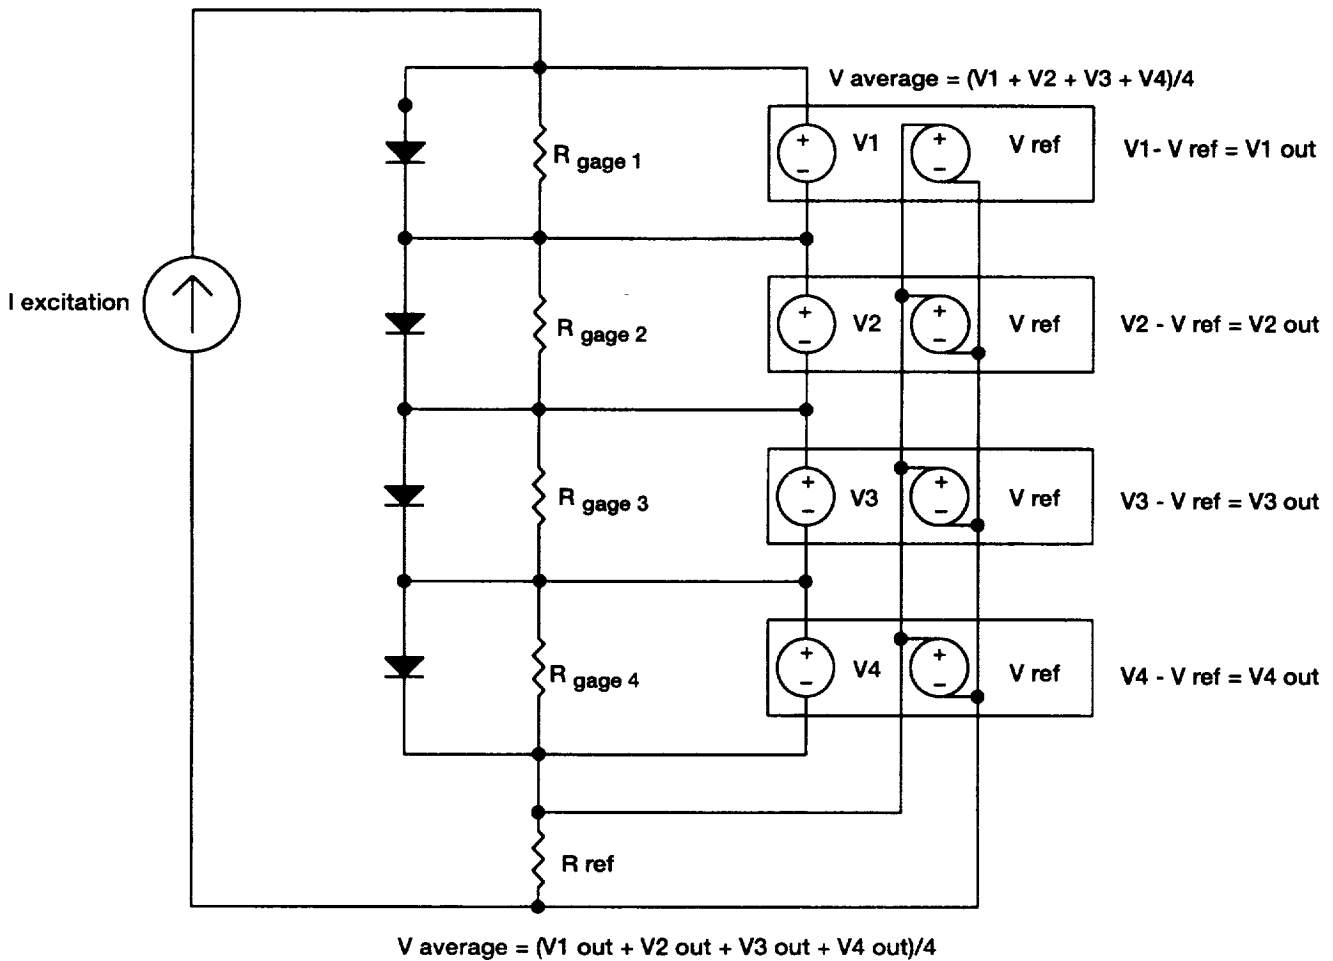 V average = (V1 + V2 + V3 + V4)/4
+ V1 + V ref V1- V ref = V1 out
- -
R gage 1
I excitation
+ V2 + V ref V2 - V ref = V2 out
- -
R gage 2
+ V3 + V ref V3 - V ref = V3 out
- -
R gage 3
+ V4 + V ref V4 - V ref = V4 out
- -
R gage 4
R ref
V average = (V1 out + V2 out + V3 out + V4 out)/4